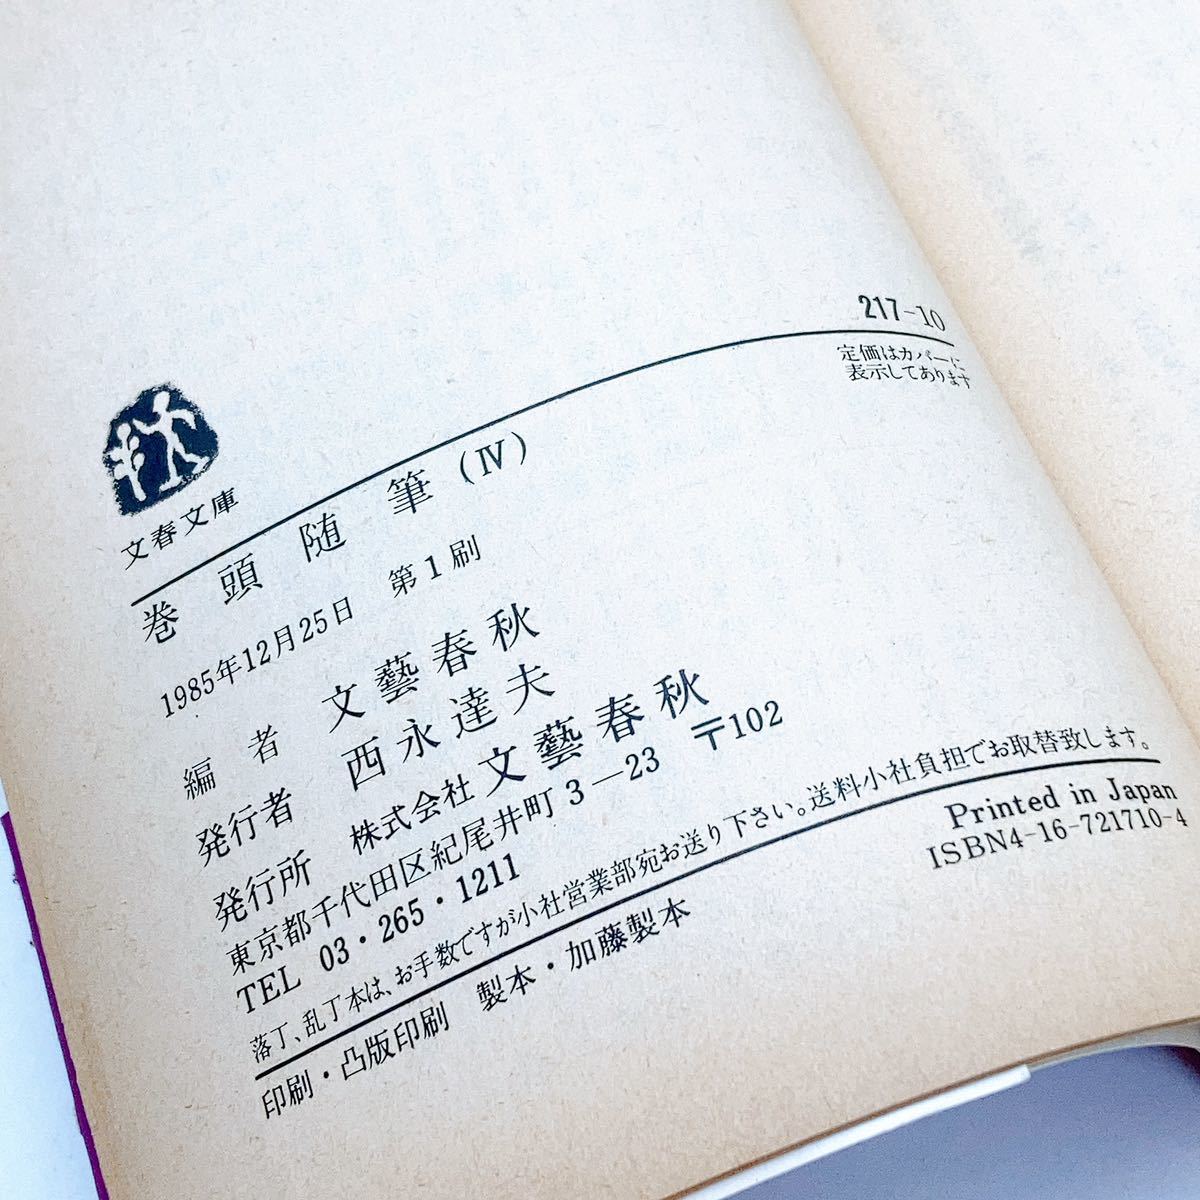 217-10
定価はカバーに
表示してあります
文春文庫
巻頭随筆(Ⅳ)
1985年12月25日 第1刷
編者 文藝春秋
発行者 西永達夫
発行所 株式会社 文藝春秋
東京都千代田区紀尾井町3—23 〒102
TEL 03・265・1211
落丁、乱丁本は、お手数ですが小社営業部宛お送り下さい。送料小社負担でお取替致します。
印刷・凸版印刷 製本・加藤製本
Printed in Japan
ISBN4-16-721710-4